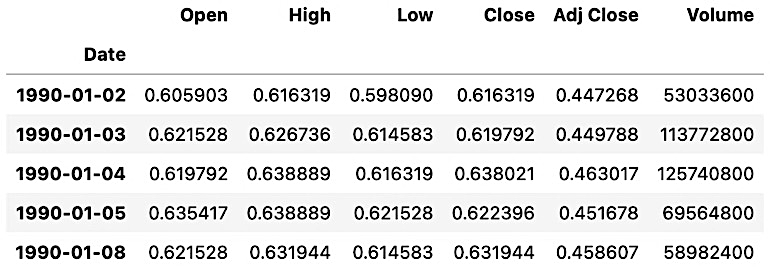 Open High Low Close Adj Close Volume
Date
1990-01-02 0.605903 0.616319 0.598090 0.616319 0.447268 53033600
1990-01-03 0.621528 0.626736 0.614583 0.619792 0.449788 113772800
1990-01-04 0.619792 0.638889 0.616319 0.638021 0.463017 125740800
1990-01-05 0.635417 0.638889 0.621528 0.622396 0.451678 69564800
1990-01-08 0.621528 0.631944 0.614583 0.631944 0.458607 58982400